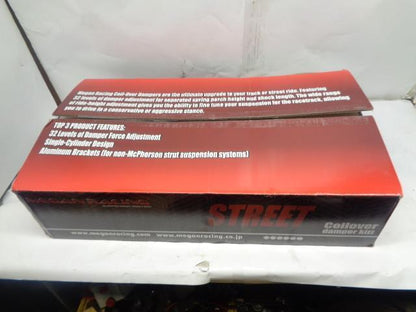 Megan Racing Coil-Over Dampers are the ultimate upgrade to your track or street ride. Featuring
32 levels of damper adjustment for separated spring perch height and shock length. The wide range
of ride-height adjustment gives you the ability to fine tune your suspension for the racetrack, allowing
you to drive to a conservative or aggressive stance.
TOP 3 PRODUCT FEATURES:
32 Levels of Damper Force Adjustment
Single-Cylinder Design
Aluminum Brackets (for non-McPherson strut suspension systems)
MEGAN RACING
STREET
Coilover
damper kits
www.meganracing.com www.meganracing.co.jp